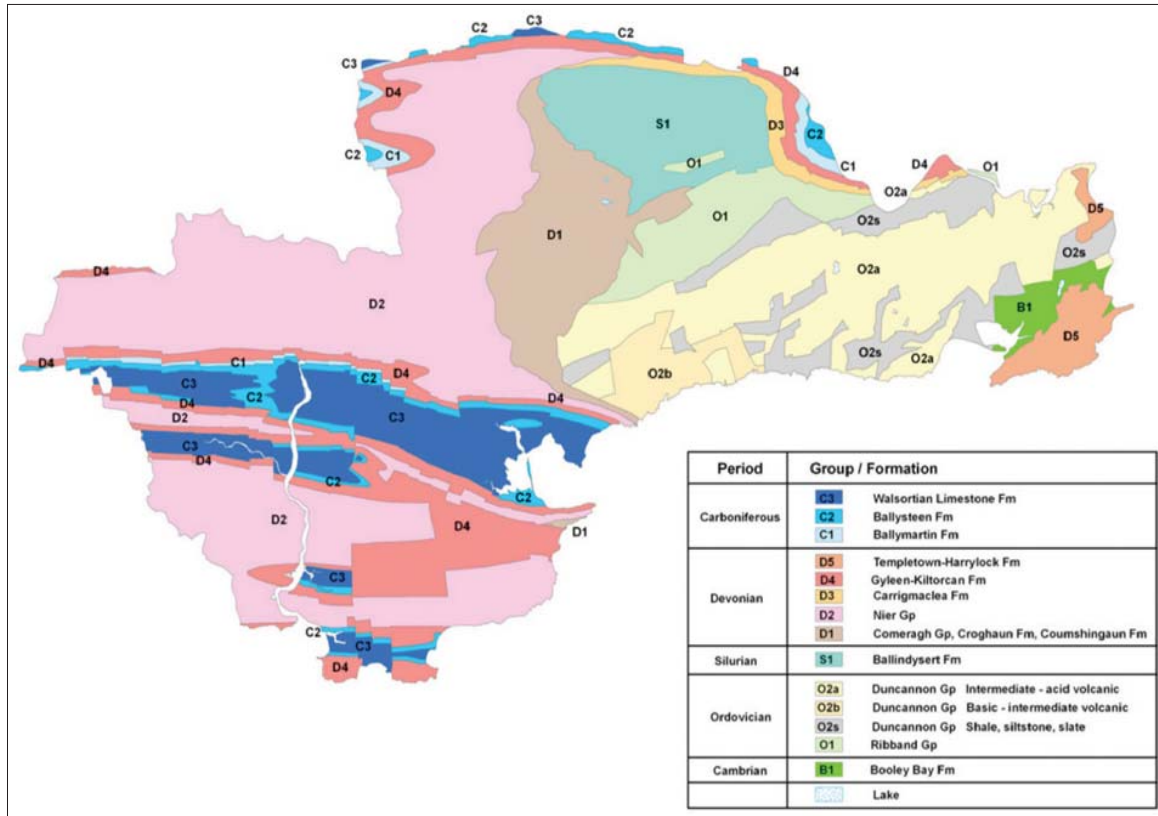 C3
C2
C2
C3
D4
D4
C2
C1
D3
C2
S1
O1
C1
D4
O1
O2a
O1
O2s
D5
D1
O2s
O2a
D4
D2
B1
D5
O2s
O2a
O2b
D4
C1
C2
D4
C3
C2
D4
C3
D4
D2
C3
D4
C2
D2
D4
C2
D1
C3
C2
C3
D4
Period Group / Formation
Carboniferous
C3 Walsortian Limestone Fm
C2 Ballysteen Fm
C1 Ballymartin Fm
Devonian
D5 Templetown-Harrylock Fm
D4 Gyleen-Kiltorcan Fm
D3 Carrigmaclea Fm
D2 Nier Gp
D1 Comeragh Gp, Croghaun Fm, Coumshingaun Fm
Silurian
S1 Ballindysert Fm
Ordovician
O2a Duncannon Gp Intermediate - acid volcanic
O2b Duncannon Gp Basic - intermediate volcanic
O2s Duncannon Gp Shale, siltstone, slate
O1 Ribband Gp
Cambrian
B1 Booley Bay Fm
Lake